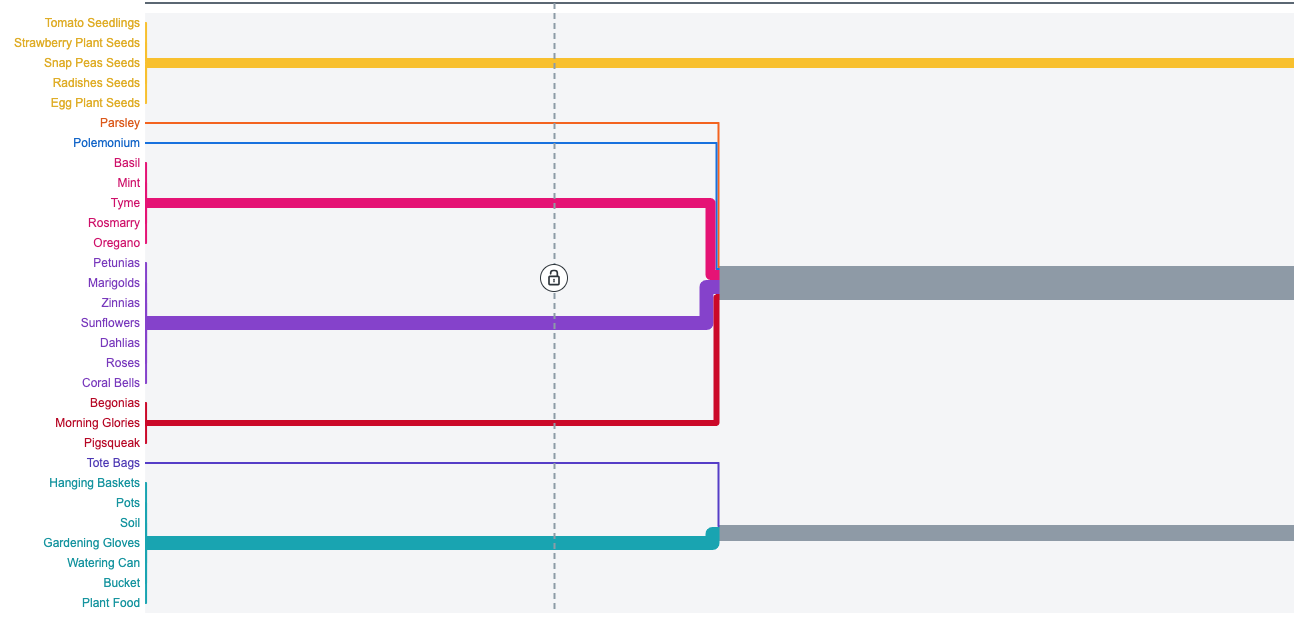 Tomato Seedlings
Strawberry Plant Seeds
Snap Peas Seeds
Radishes Seeds
Egg Plant Seeds
Parsley
Polemonium
Basil
Mint
Tyme
Rosmarry
Oregano
Petunias
Marigolds
Zinnias
Sunflowers
Dahlias
Roses
Coral Bells
Begonias
Morning Glories
Pigsqueak
Tote Bags
Hanging Baskets
Pots
Soil
Gardening Gloves
Watering Can
Bucket
Plant Food